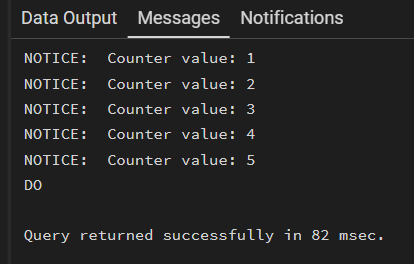 Data Output Messages Notifications
NOTICE:  Counter value: 1
NOTICE:  Counter value: 2
NOTICE:  Counter value: 3
NOTICE:  Counter value: 4
NOTICE:  Counter value: 5
DO
Query returned successfully in 82 msec.